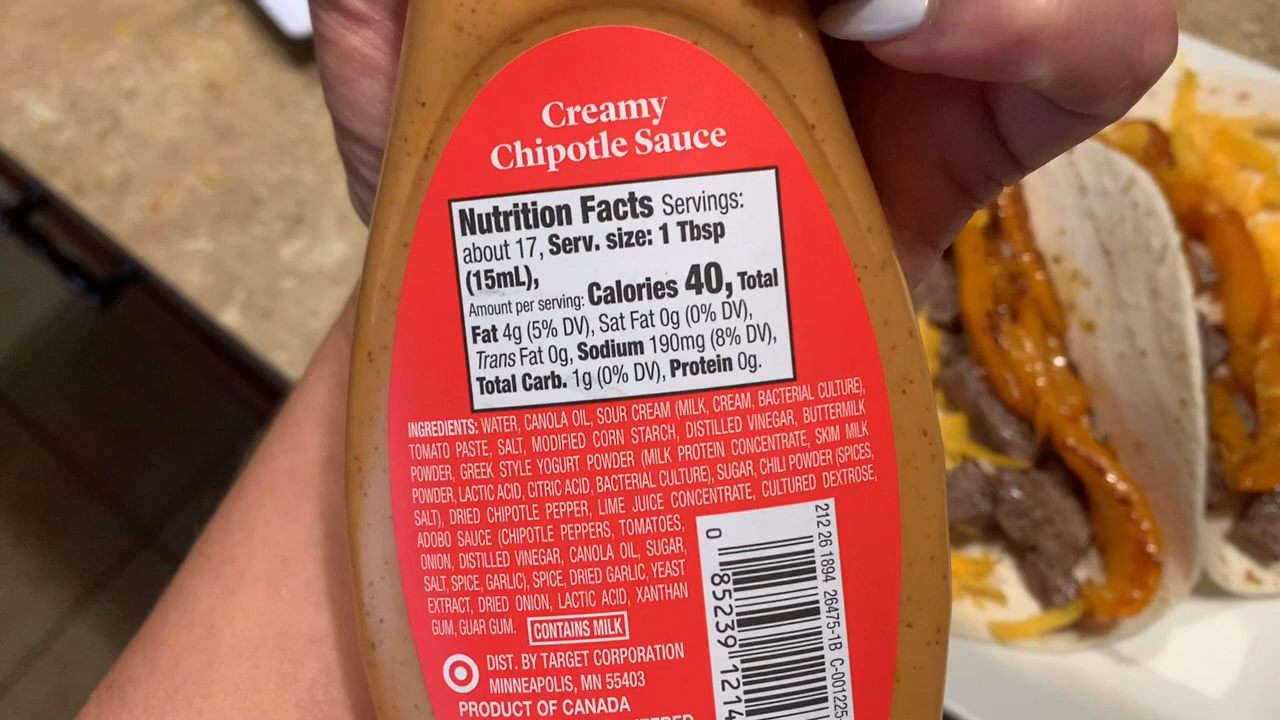 Creamy
Chipotle Sauce
Nutrition Facts Servings:
about 17, Serv. size: 1 Tbsp
(15mL),
Amount per serving: Calories 40, Total
Fat 4g (5% DV), Sat Fat 0g (0% DV),
Trans Fat 0g, Sodium 190mg (8% DV),
Total Carb. 1g (0% DV), Protein 0g.
INGREDIENTS: WATER, CANOLA OIL, SOUR CREAM (MILK, CREAM, BACTERIAL CULTURE),
TOMATO PASTE, SALT, MODIFIED CORN STARCH, DISTILLED VINEGAR, BUTTERMILK
POWDER, GREEK STYLE YOGURT POWDER (MILK PROTEIN CONCENTRATE, SKIM MILK
POWDER, LACTIC ACID, CITRIC ACID, BACTERIAL CULTURE), SUGAR, CHILI POWDER (SPICES,
SALT), DRIED CHIPOTLE PEPPER, LIME JUICE CONCENTRATE, CULTURED DEXTROSE,
ADOBO SAUCE (CHIPOTLE PEPPERS, TOMATOES,
ONION, DISTILLED VINEGAR, CANOLA OIL, SUGAR,
SALT, SPICE, GARLIC), SPICE, DRIED GARLIC, YEAST
EXTRACT, DRIED ONION, LACTIC ACID, XANTHAN
GUM, GUAR GUM. CONTAINS MILK
DIST. BY TARGET CORPORATION
MINNEAPOLIS, MN 55403
PRODUCT OF CANADA
0 85239 1214
212 26 1894 26475-1B C-001225-